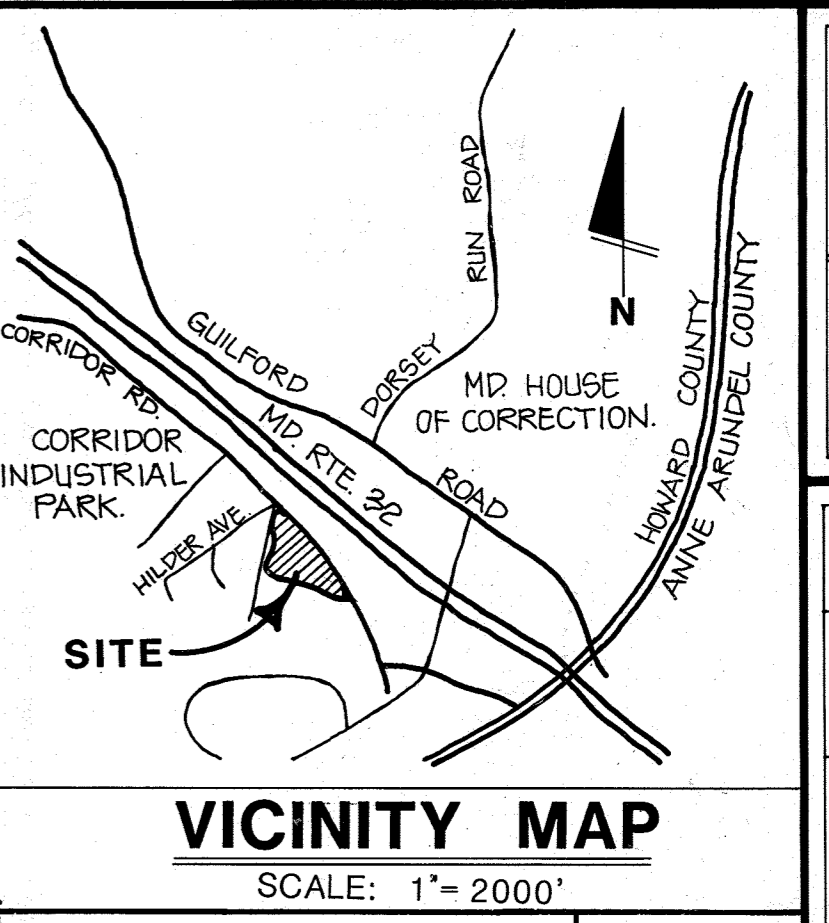 RUN ROAD
N
GUILFORD
DORSEY
CORRIDOR RD.
MD. HOUSE
OF CORRECTION.
HOWARD COUNTY
ANNE ARUNDEL COUNTY
MD. RTE. 32
CORRIDOR
INDUSTRIAL
PARK.
ROAD
HILDER AVE.
SITE
VICINITY MAP
SCALE: 1"= 2000'